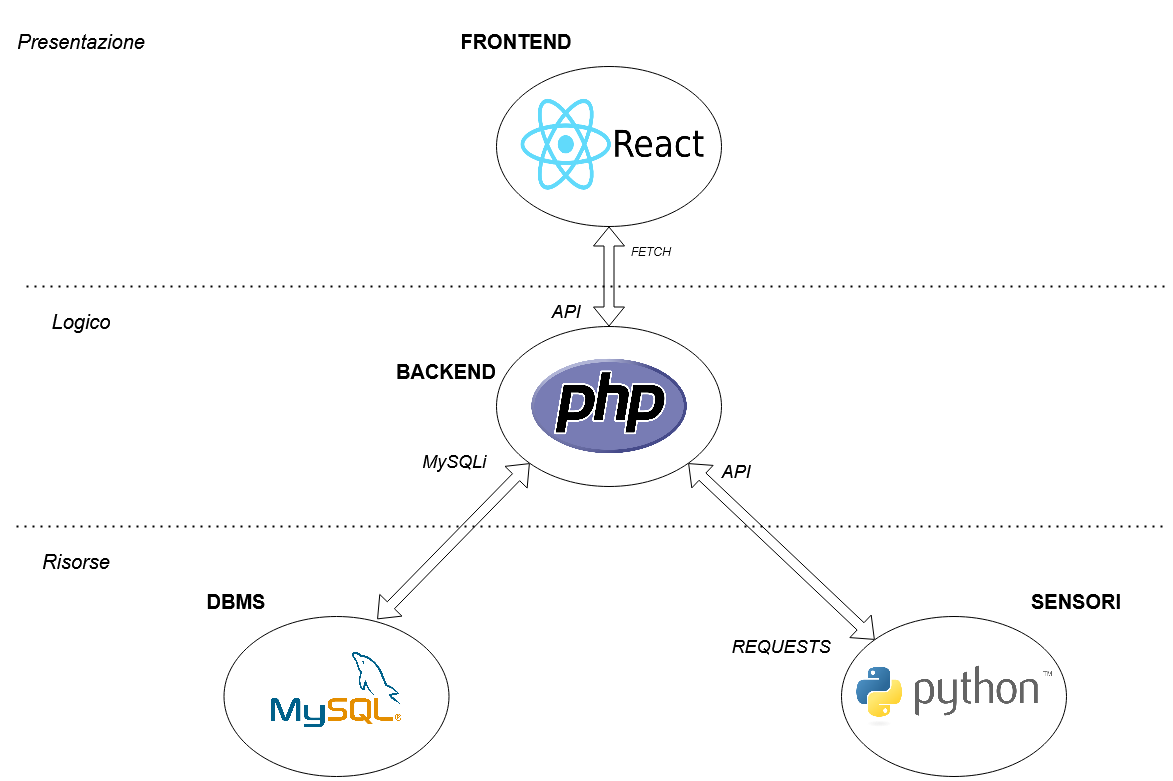 Presentazione
FRONTEND
React
FETCH
Logico
API
BACKEND
php
MySQLi
API
Risorse
DBMS
SENSORI
REQUESTS
MySQL®
python™